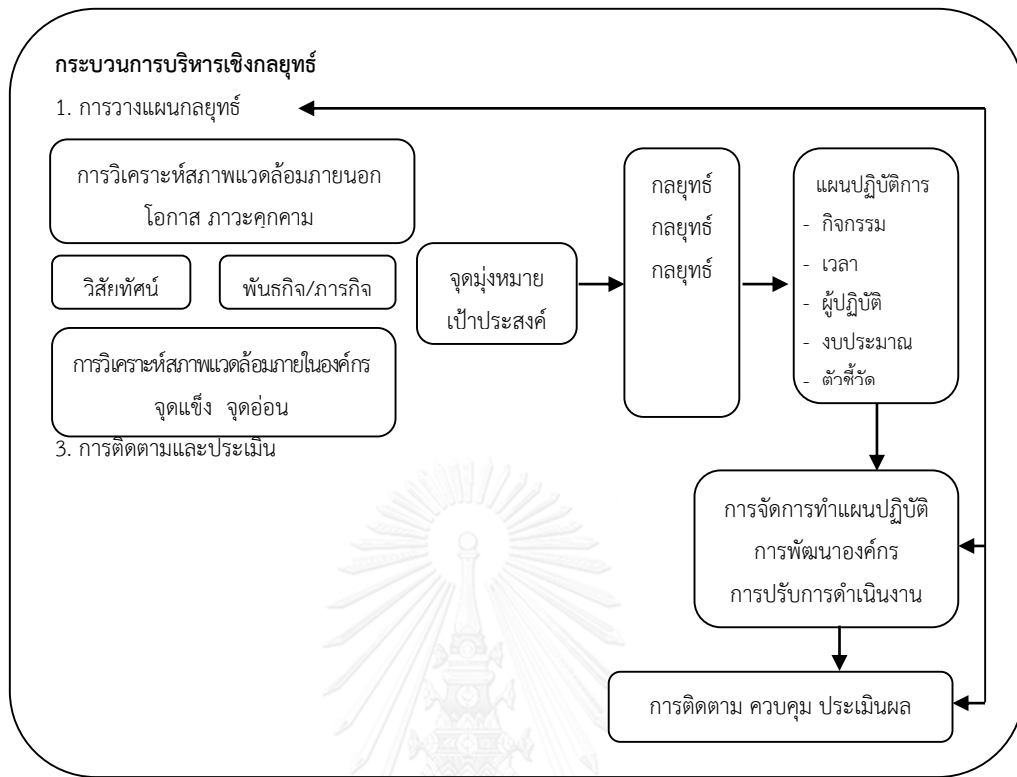 กระบวนการบริหารเชิงกลยุทธ์
1. การวางแผนกลยุทธ์
การวิเคราะห์สภาพแวดล้อมภายนอก
โอกาส ภาวะคุกคาม
วิสัยทัศน์
พันธกิจ/ภารกิจ
การวิเคราะห์สภาพแวดล้อมภายในองค์กร
จุดแข็ง จุดอ่อน
จุดมุ่งหมาย
เป้าประสงค์
กลยุทธ์
กลยุทธ์
กลยุทธ์
แผนปฏิบัติการ
- กิจกรรม
- เวลา
- ผู้ปฏิบัติ
- งบประมาณ
- ตัวชี้วัด
3. การติดตามและประเมิน
การจัดการทำแผนปฏิบัติ
การพัฒนาองค์กร
การปรับการดำเนินงาน
การติดตาม ควบคุม ประเมินผล